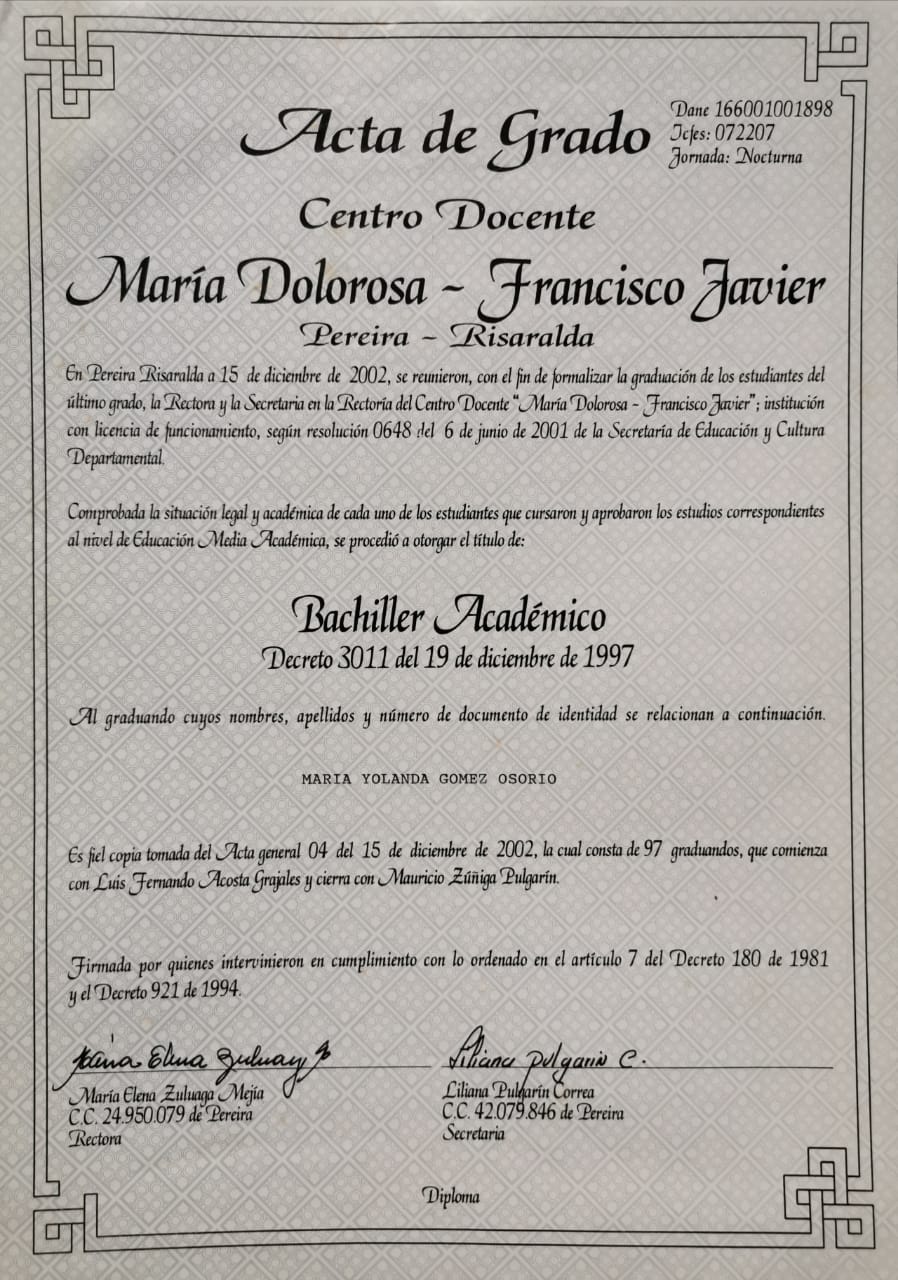 Acta de Grado
Dane 166001001898
Icfes: 072207
Jornada: Nocturna
Centro Docente
María Dolorosa - Francisco Javier
Pereira - Risaralda
En Pereira Risaralda a 15 de diciembre de 2002, se reunieron, con el fin de formalizar la graduación de los estudiantes del
último grado, la Rectora y la Secretaria en la Rectoría del Centro Docente "María Dolorosa - Francisco Javier"; institución
con licencia de funcionamiento, según resolución 0648 del 6 de junio de 2001 de la Secretaría de Educación y Cultura
Departamental.
Comprobada la situación legal y académica de cada uno de los estudiantes que cursaron y aprobaron los estudios correspondientes
al nivel de Educación Media Académica, se procedió a otorgar el título de:
Bachiller Académico
Decreto 3011 del 19 de diciembre de 1997
Al graduando cuyos nombres, apellidos y número de documento de identidad se relacionan a continuación.
MARIA YOLANDA GOMEZ OSORIO
Es fiel copia tomada del Acta general 04 del 15 de diciembre de 2002, la cual consta de 97 graduandos, que comienza
con Luis Fernando Acosta Grajales y cierra con Mauricio Zúñiga Pulgarín.
Firmada por quienes intervinieron en cumplimiento con lo ordenado en el artículo 7 del Decreto 180 de 1981
y el Decreto 921 de 1994.
María Elena Zuluaga
María Elena Zuluaga Mejía
C.C. 24.950.079 de Pereira
Rectora
Liliana Pulgarin C.
Liliana Pulgarín Correa
C.C. 42.079.846 de Pereira
Secretaria
Diploma